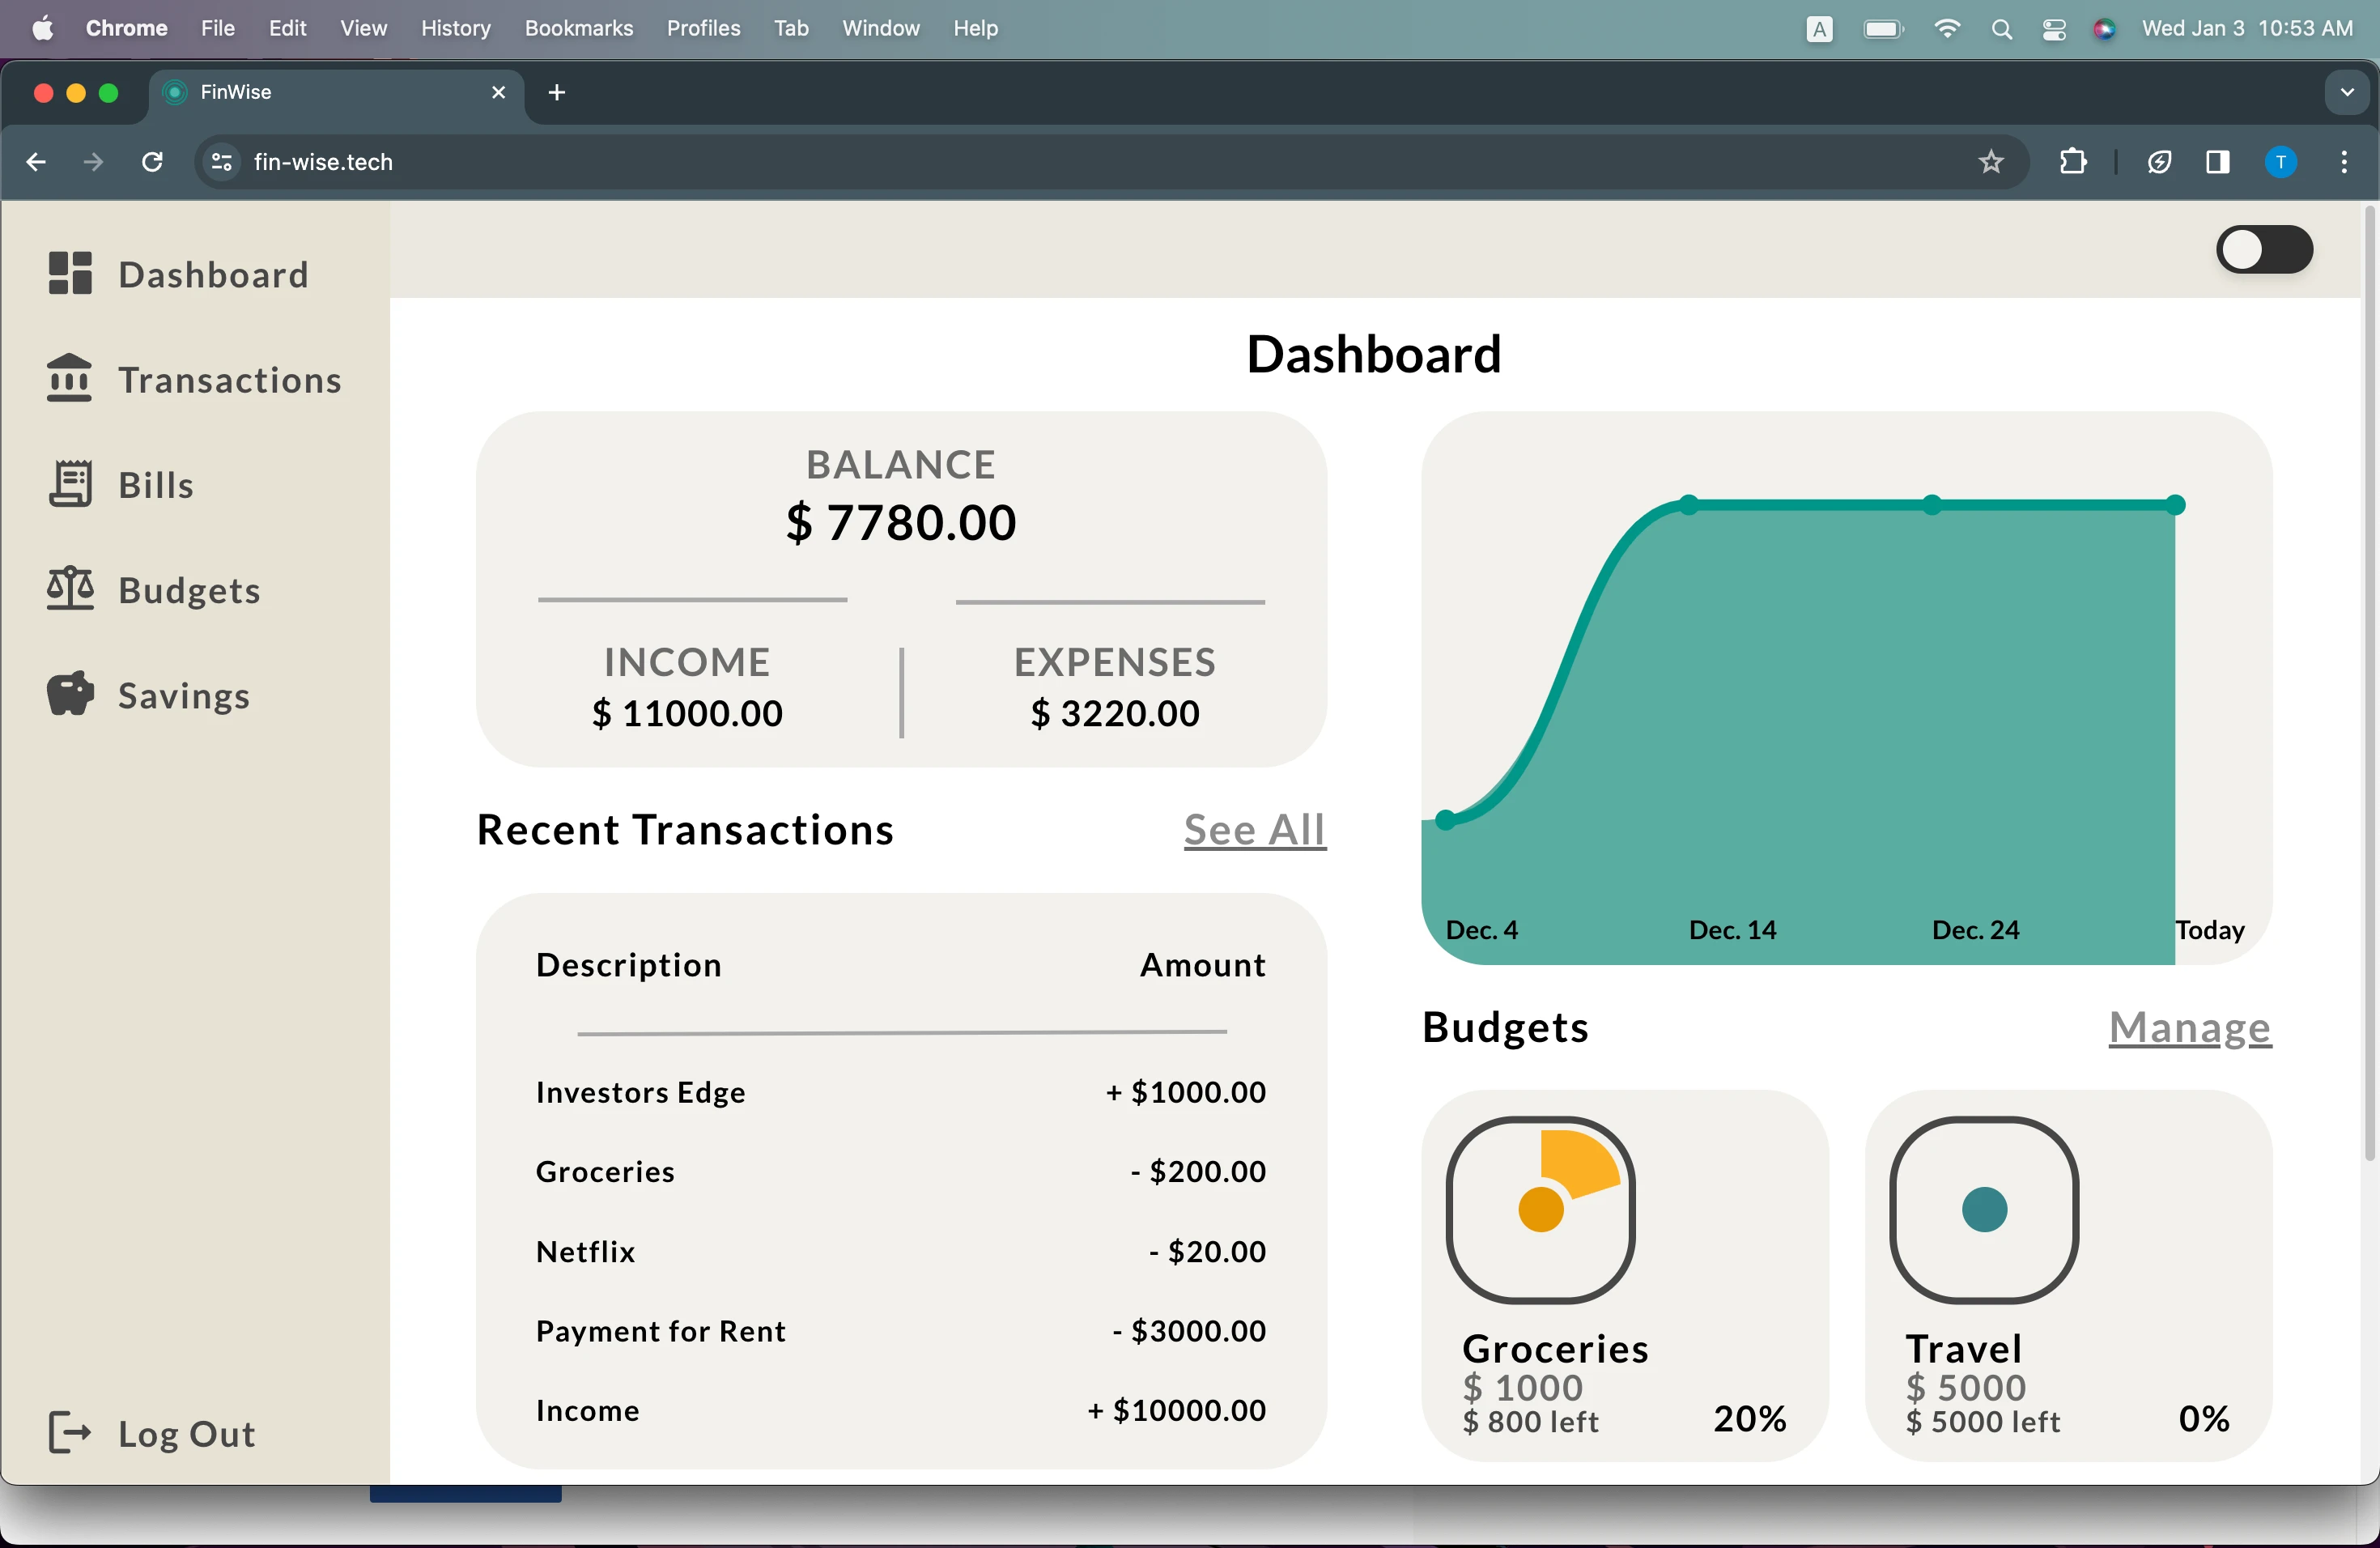 Chrome File Edit View History Bookmarks Profiles Tab Window Help A Wed Jan 3 10:53 AM
FinWise
fin-wise.tech T
Dashboard
Transactions
Bills
Budgets
Savings
Log Out
Dashboard
BALANCE
$ 7780.00
INCOME
$ 11000.00
EXPENSES
$ 3220.00
Recent Transactions See All
Description Amount
Investors Edge + $1000.00
Groceries - $200.00
Netflix - $20.00
Payment for Rent - $3000.00
Income + $10000.00
Dec. 4 Dec. 14 Dec. 24 Today
Budgets Manage
Groceries
$ 1000
$ 800 left 20%
Travel
$ 5000
$ 5000 left 0%